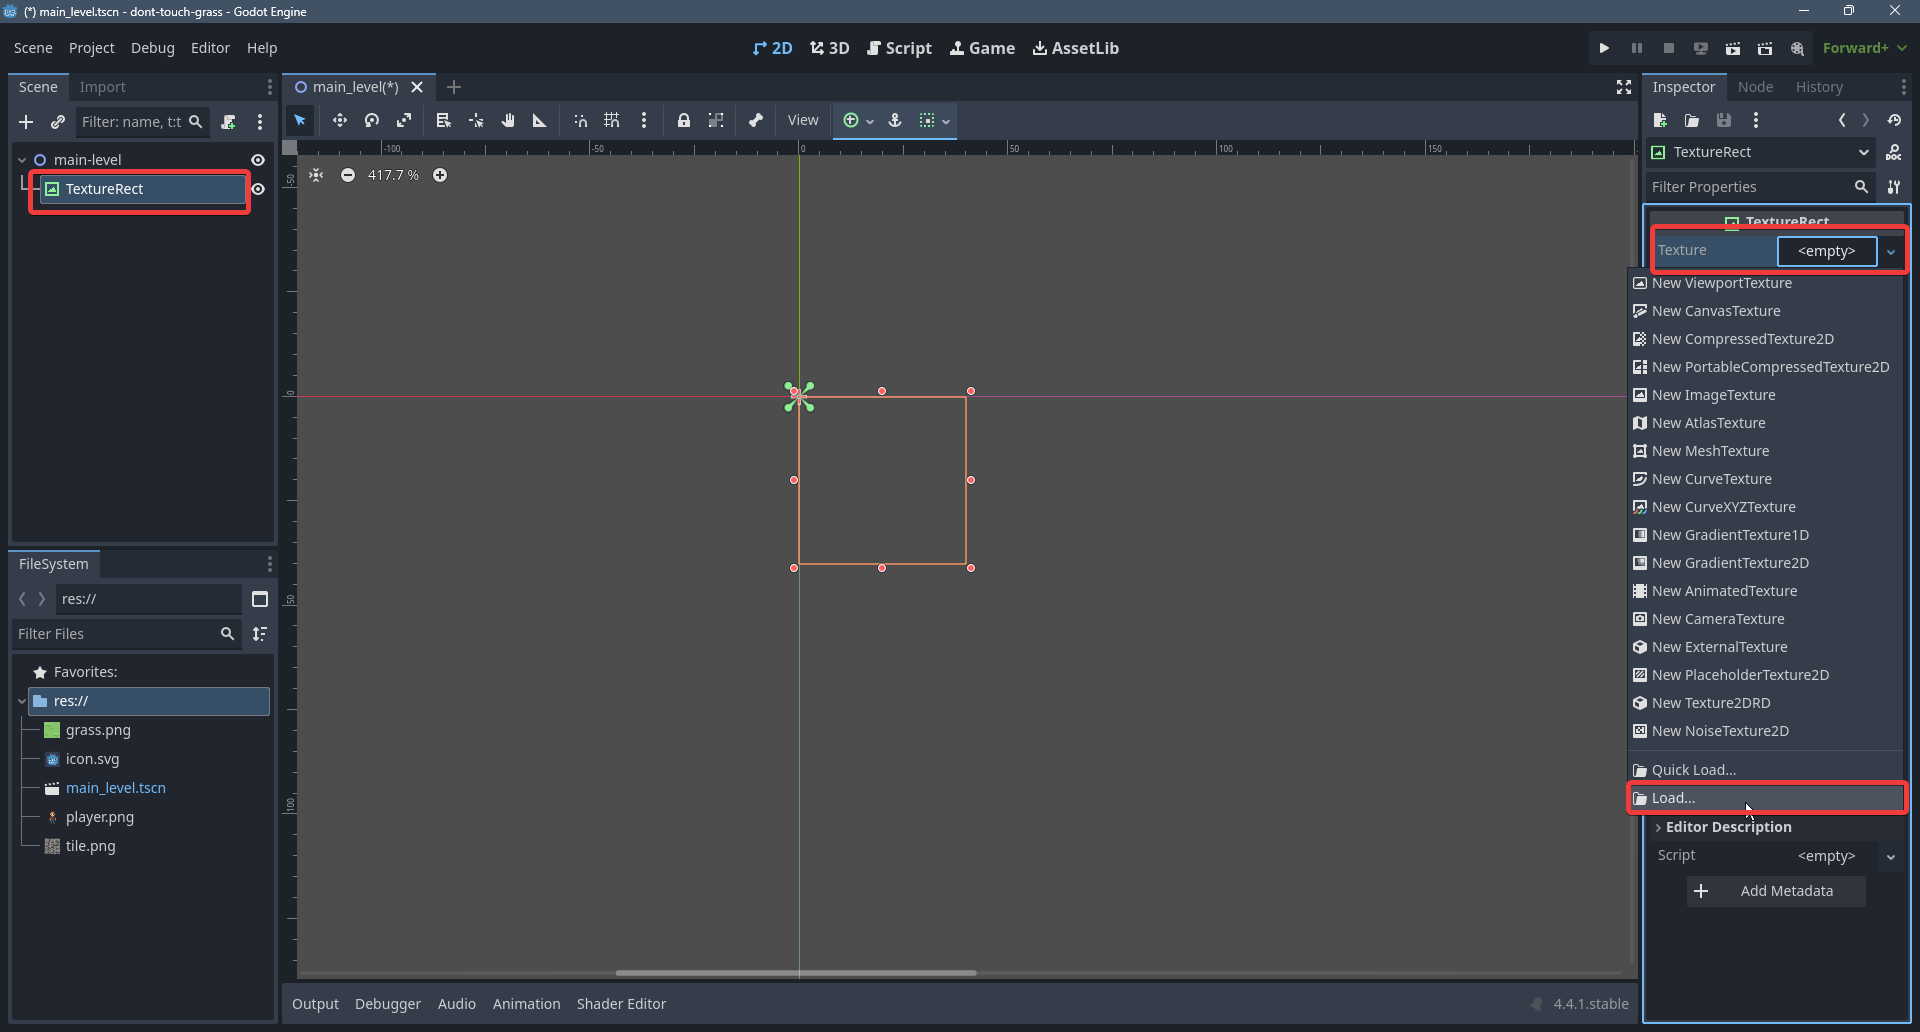 (*) main_level.tscn - dont-touch-grass - Godot Engine
Scene Project Debug Editor Help
2D 3D Script Game AssetLib
Forward+
Scene Import
main_level(*)
Inspector Node History
Filter: name, t:t
View
main-level
TextureRect
-100 -50 0 50 100 150
-50
0
50
100
417.7 %
TextureRect
Filter Properties
TextureRect
Texture <empty>
New ViewportTexture
New CanvasTexture
New CompressedTexture2D
New PortableCompressedTexture2D
New ImageTexture
New AtlasTexture
New MeshTexture
New CurveTexture
New CurveXYZTexture
New GradientTexture1D
New GradientTexture2D
New AnimatedTexture
New CameraTexture
New ExternalTexture
New PlaceholderTexture2D
New Texture2DRD
New NoiseTexture2D
Quick Load...
Load...
Editor Description
Script <empty>
Add Metadata
FileSystem
res://
Filter Files
Favorites:
res://
grass.png
icon.svg
main_level.tscn
player.png
tile.png
Output Debugger Audio Animation Shader Editor
4.4.1.stable
DOC